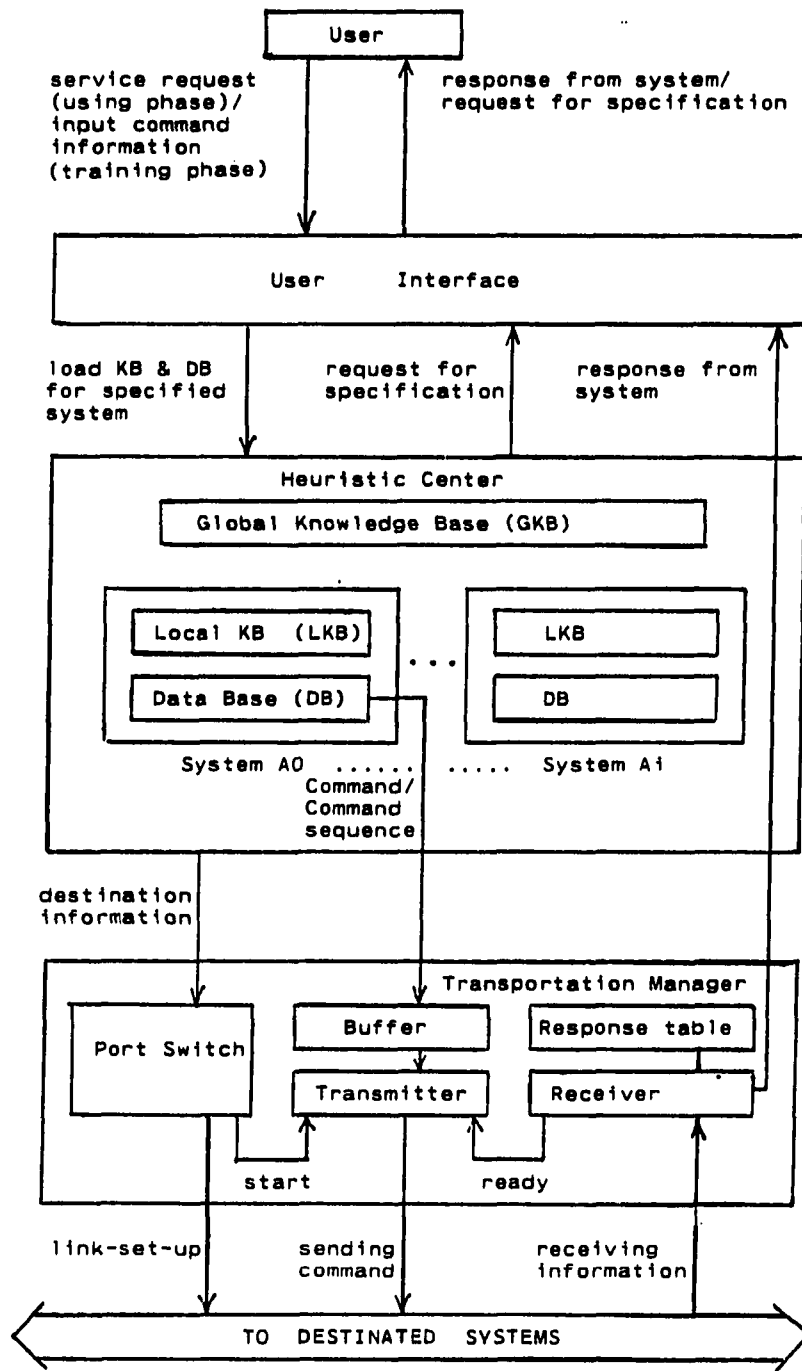 User
service request
(using phase)/
input command
information
(training phase)
response from system/
request for specification
User Interface
load KB & DB
for specified
system
request for
specification
response from
system
Heuristic Center
Global Knowledge Base (GKB)
Local KB (LKB)
Data Base (DB)
...
LKB
DB
System A0 ....... ..... System Ai
Command/
Command
sequence
destination
information
Transportation Manager
Port Switch
Buffer
Transmitter
Response table
Receiver
start
ready
link-set-up
sending
command
receiving
information
TO DESTINATED SYSTEMS